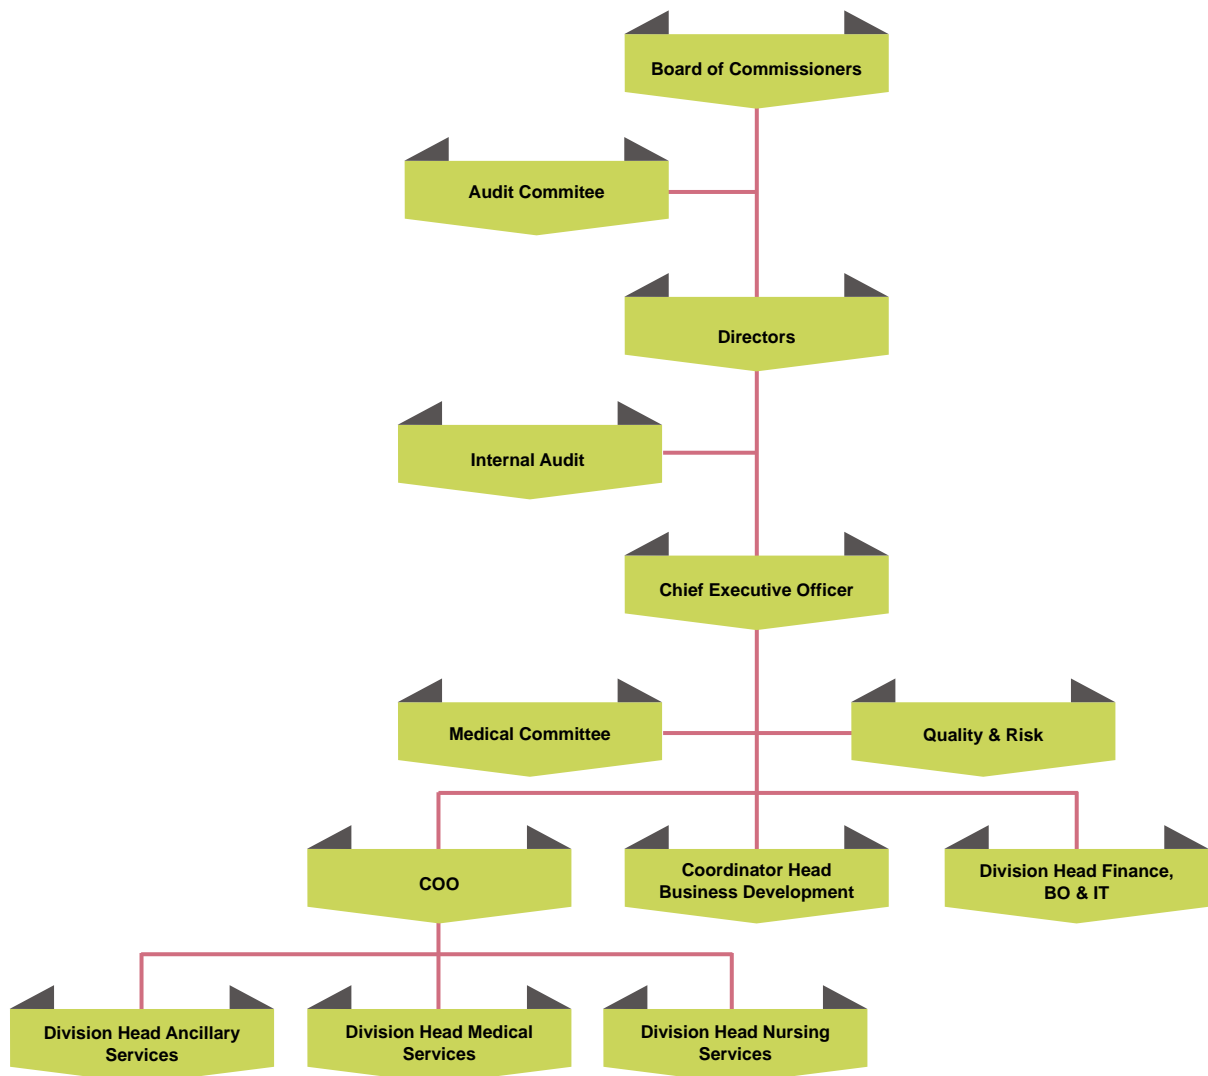 Board of Commissioners
Audit Commitee
Directors
Internal Audit
Chief Executive Officer
Medical Committee
Quality & Risk
COO
Coordinator Head
Business Development
Division Head Finance,
BO & IT
Division Head Ancillary
Services
Division Head Medical
Services
Division Head Nursing
Services